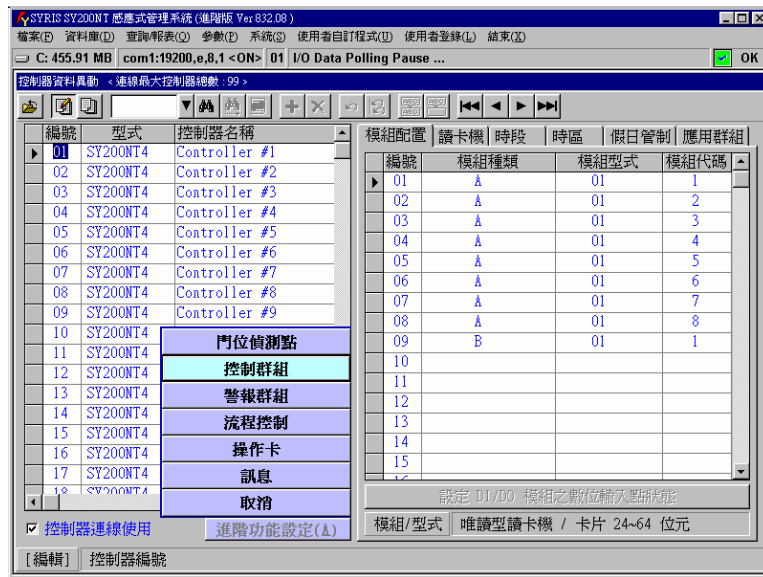 SYRIS SY200NT 感應式管理系統 (進階版 Ver 832.08 )
檔案(F) 資料庫(D) 查詢/報表(Q) 參數(P) 系統(S) 使用者自訂程式(U) 使用者登錄(L) 結束(X)
C: 455.91 MB com1:19200,e,8,1 <ON> 01 I/O Data Polling Pause ... OK
控制器資料異動 < 連線最大控制器總數 : 99 >
編號 型式 控制器名稱
01 SY200NT4 Controller #1
02 SY200NT4 Controller #2
03 SY200NT4 Controller #3
04 SY200NT4 Controller #4
05 SY200NT4 Controller #5
06 SY200NT4 Controller #6
07 SY200NT4 Controller #7
08 SY200NT4 Controller #8
09 SY200NT4 Controller #9
10 SY200NT4
11 SY200NT4
12 SY200NT4
13 SY200NT4
14 SY200NT4
15 SY200NT4
16 SY200NT4
17 SY200NT4
18 SY200NT4
門位偵測點
控制群組
警報群組
流程控制
操作卡
訊息
取消
控制器連線使用
進階功能設定(A)
模組配置 讀卡機 時段 時區 假日管制 應用群組
編號 模組種類 模組型式 模組代碼
01 A 01 1
02 A 01 2
03 A 01 3
04 A 01 4
05 A 01 5
06 A 01 6
07 A 01 7
08 A 01 8
09 B 01 1
10
11
12
13
14
15
16
設定 DI/DO 模組之數位輸入點狀態
模組/型式 唯讀型讀卡機 / 卡片 24~64 位元
[編輯] 控制器編號